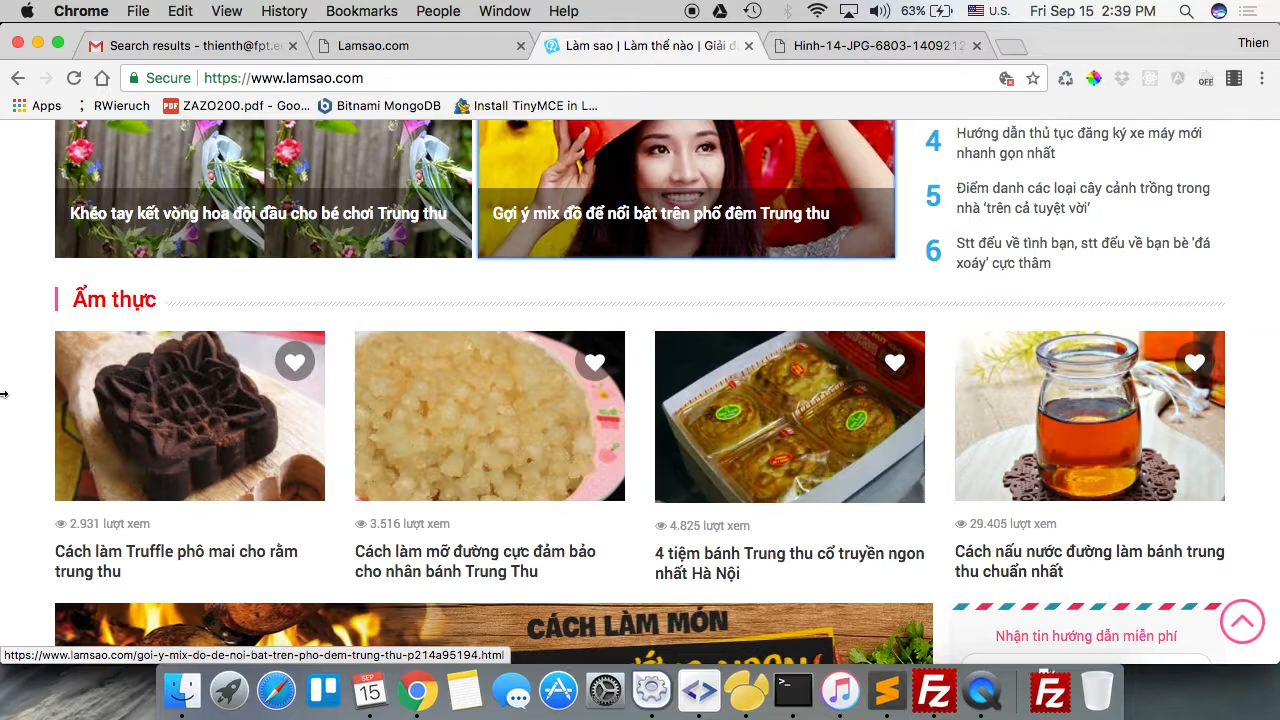 Chrome File Edit View History Bookmarks People Window Help 63% U.S. Fri Sep 15 2:39 PM
Search results - thienth@fpt.e
Lamsao.com
Làm sao | Làm thế nào | Giải đ
Hinh-14-JPG-6803-1409212
Thien
Secure https://www.lamsao.com
Apps RWieruch ZAZO200.pdf - Goo... Bitnami MongoDB Install TinyMCE in L...
Khéo tay kết vòng hoa đội đầu cho bé chơi Trung thu
Gợi ý mix đồ để nổi bật trên phố đêm Trung thu
4 Hướng dẫn thủ tục đăng ký xe máy mới
nhanh gọn nhất
5 Điểm danh các loại cây cảnh trồng trong
nhà ‘trên cả tuyệt vời’
6 Stt đểu về tình bạn, stt đểu về bạn bè 'đá
xoáy’ cực thâm
Ẩm thực
2.931 lượt xem
Cách làm Truffle phô mai cho rằm
trung thu
3.516 lượt xem
Cách làm mỡ đường cực đảm bảo
cho nhân bánh Trung Thu
4.825 lượt xem
4 tiệm bánh Trung thu cổ truyền ngon
nhất Hà Nội
29.405 lượt xem
Cách nấu nước đường làm bánh trung
thu chuẩn nhất
CÁCH LÀM MÓN
Nhận tin hướng dẫn miễn phí
https://www.lamsao.com/goi-y-mix-do-de-noi-bat-tren-pho-dem-trung-thu-p214a95194.html
SEP
15